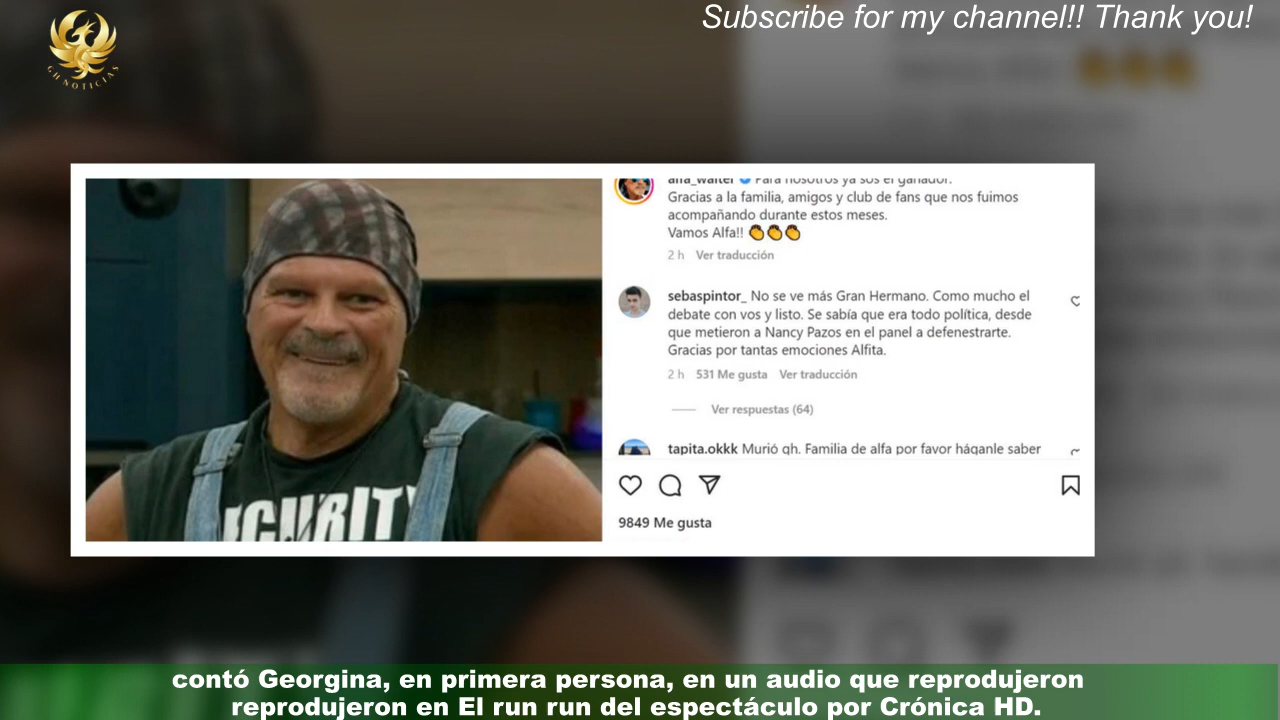 Subscribe for my channel!! Thank you!
GH NOTICIAS
alfa_walter Para nosotros ya sos el ganador.
Gracias a la familia, amigos y club de fans que nos fuimos
acompañando durante estos meses.
Vamos Alfa!! 👏👏👏
2 h Ver traducción
sebaspintor_ No se ve más Gran Hermano. Como mucho el
debate con vos y listo. Se sabía que era todo política, desde
que metieron a Nancy Pazos en el panel a defenestrarte.
Gracias por tantas emociones Alfita.
2 h 531 Me gusta Ver traducción
Ver respuestas (64)
tapita.okkk Murió gh. Familia de alfa por favor háganle saber
9849 Me gusta
contó Georgina, en primera persona, en un audio que reprodujeron
reprodujeron en El run run del espectáculo por Crónica HD.